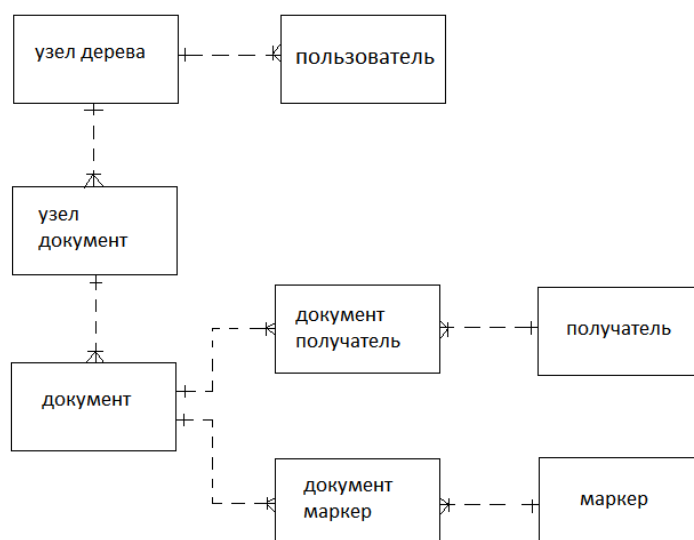 узел дерева
пользователь
узел
документ
документ
получатель
получатель
документ
документ
маркер
маркер